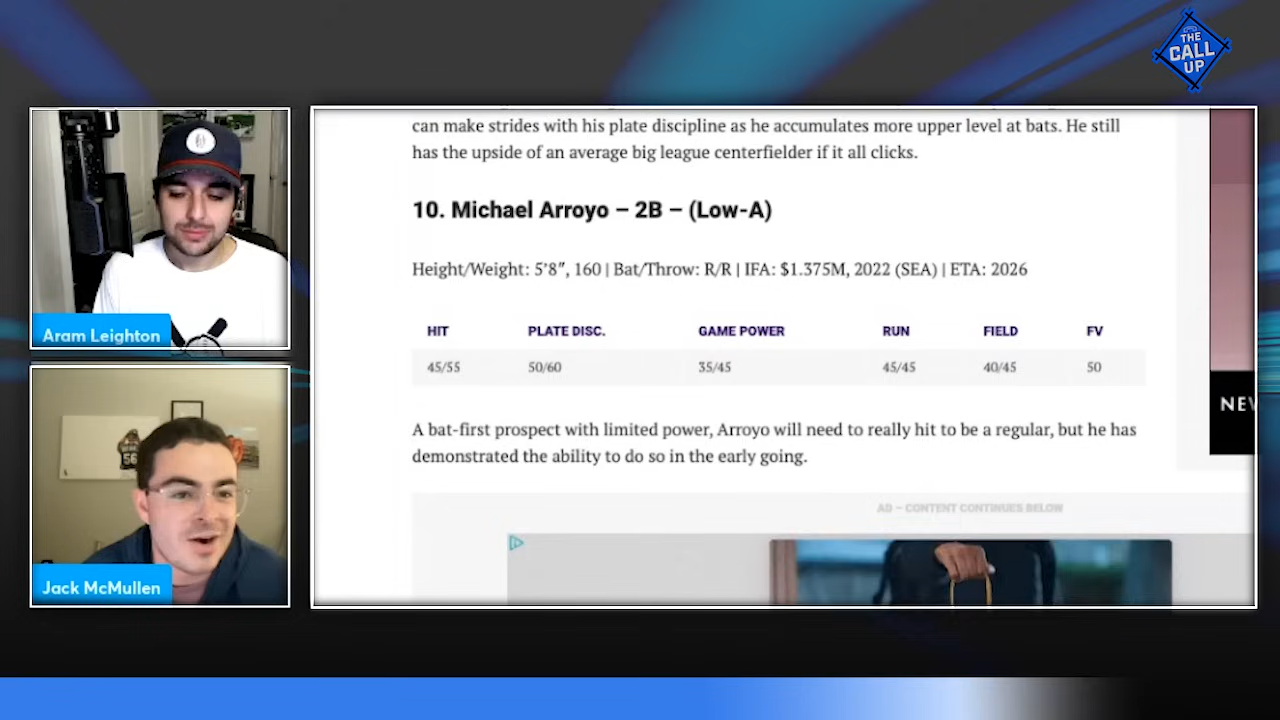 THE
CALL
UP
can make strides with his plate discipline as he accumulates more upper level at bats. He still
has the upside of an average big league centerfielder if it all clicks.
10. Michael Arroyo – 2B – (Low-A)
Height/Weight: 5’8″, 160 | Bat/Throw: R/R | IFA: $1.375M, 2022 (SEA) | ETA: 2026
HIT PLATE DISC. GAME POWER RUN FIELD FV
45/55 50/60 35/45 45/45 40/45 50
A bat-first prospect with limited power, Arroyo will need to really hit to be a regular, but he has
demonstrated the ability to do so in the early going.
AD – CONTENT CONTINUES BELOW
NEW
Aram Leighton
56
Jack McMullen